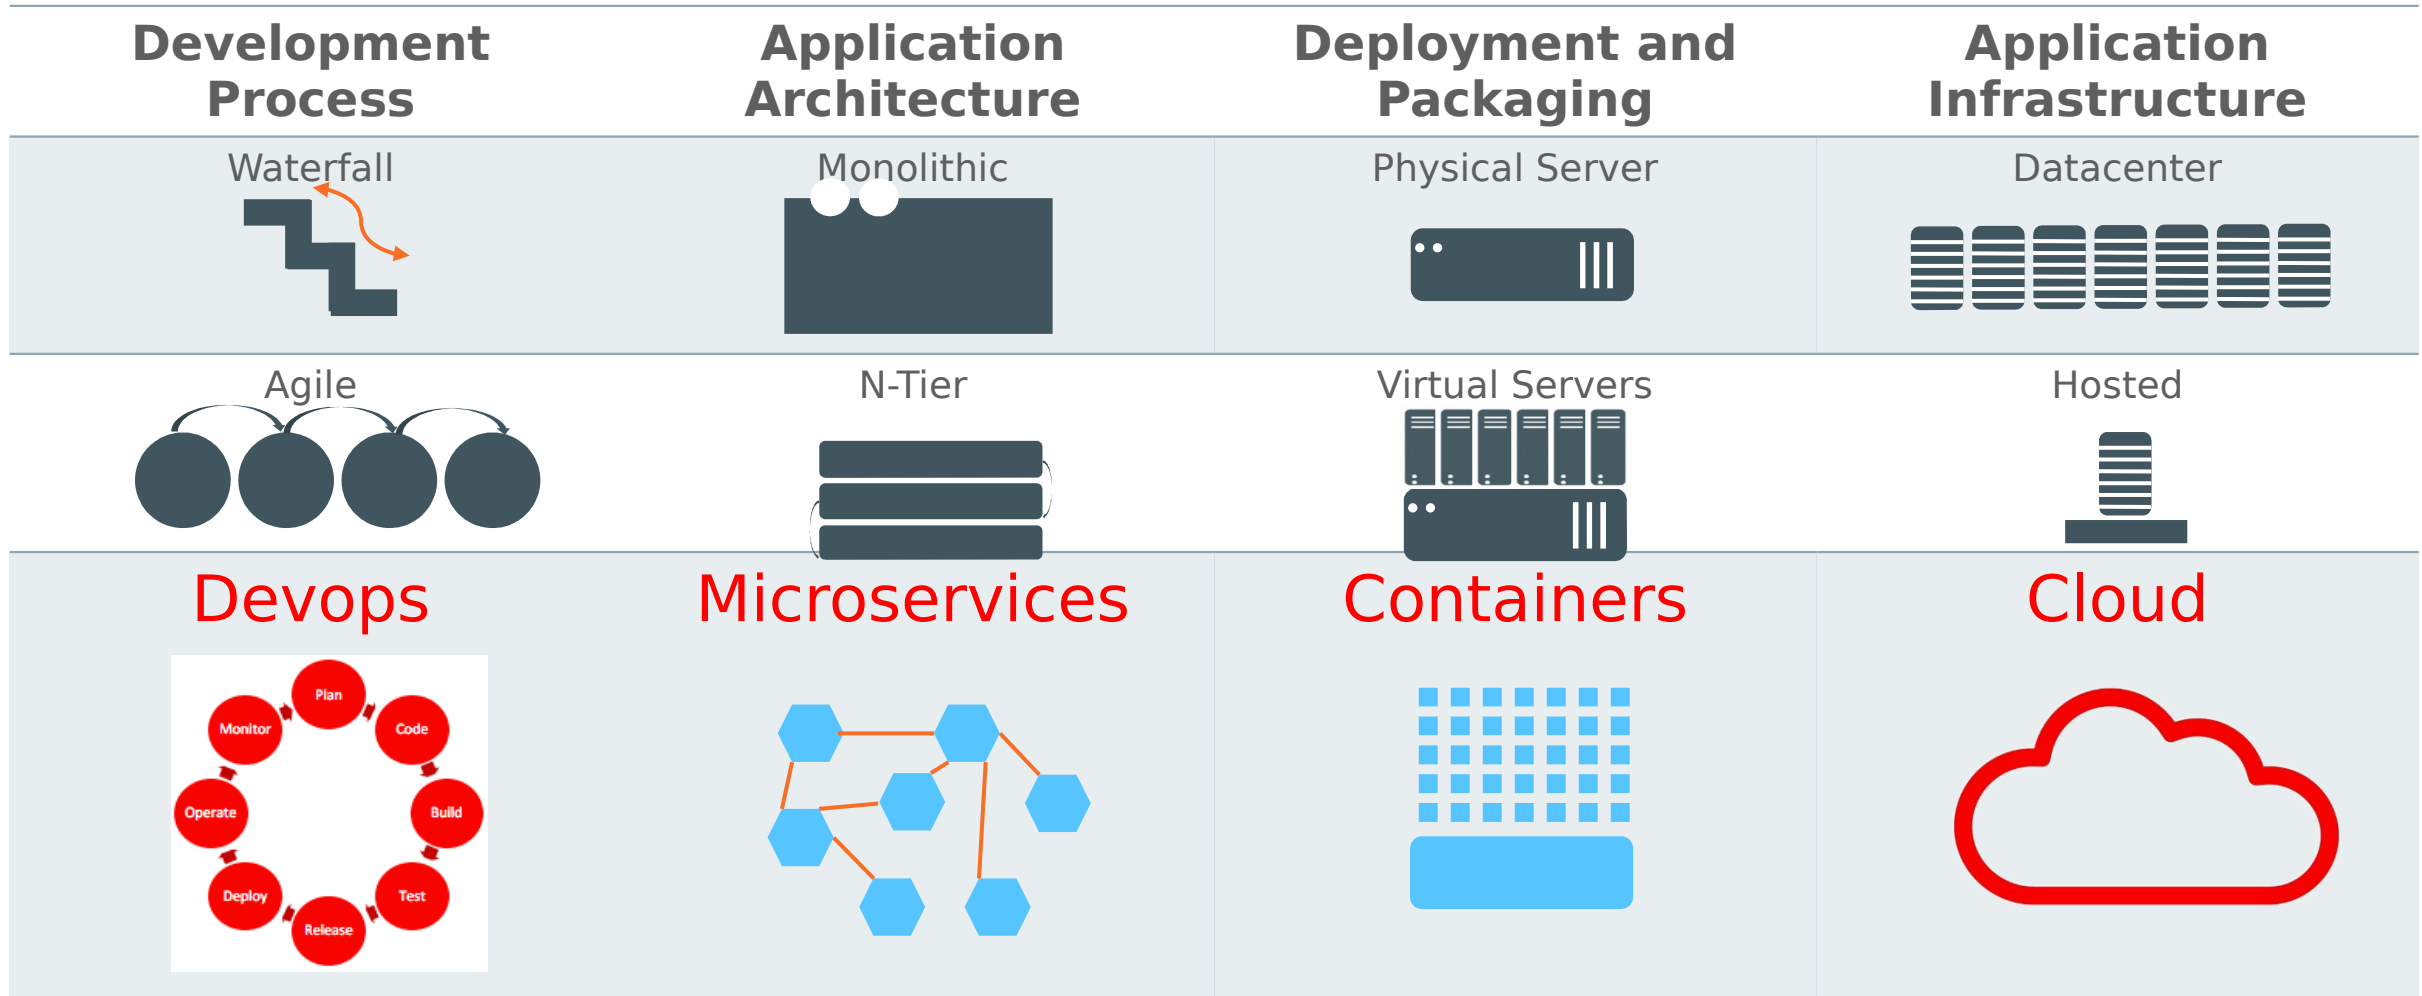 Development
Process
Application
Architecture
Deployment and
Packaging
Application
Infrastructure
Waterfall
Monolithic
Physical Server
Datacenter
Agile
N-Tier
Virtual Servers
Hosted
Devops
Microservices
Containers
Cloud
Plan
Code
Build
Test
Release
Deploy
Operate
Monitor